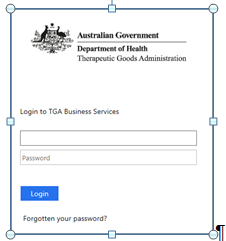 Australian Government
Department of Health
Therapeutic Goods Administration
Login to TGA Business Services
Password
Login
Forgotten your password?